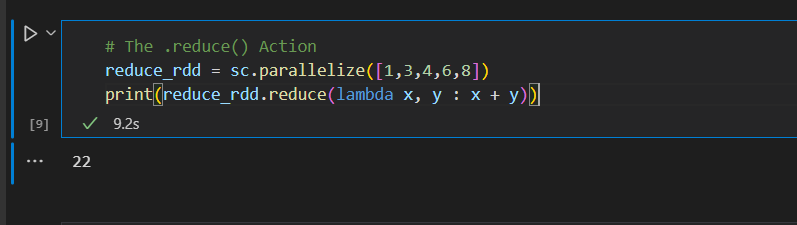 # The .reduce() Action
reduce_rdd = sc.parallelize([1,3,4,6,8])
print(reduce_rdd.reduce(lambda x, y : x + y))
[9] 9.2s
22